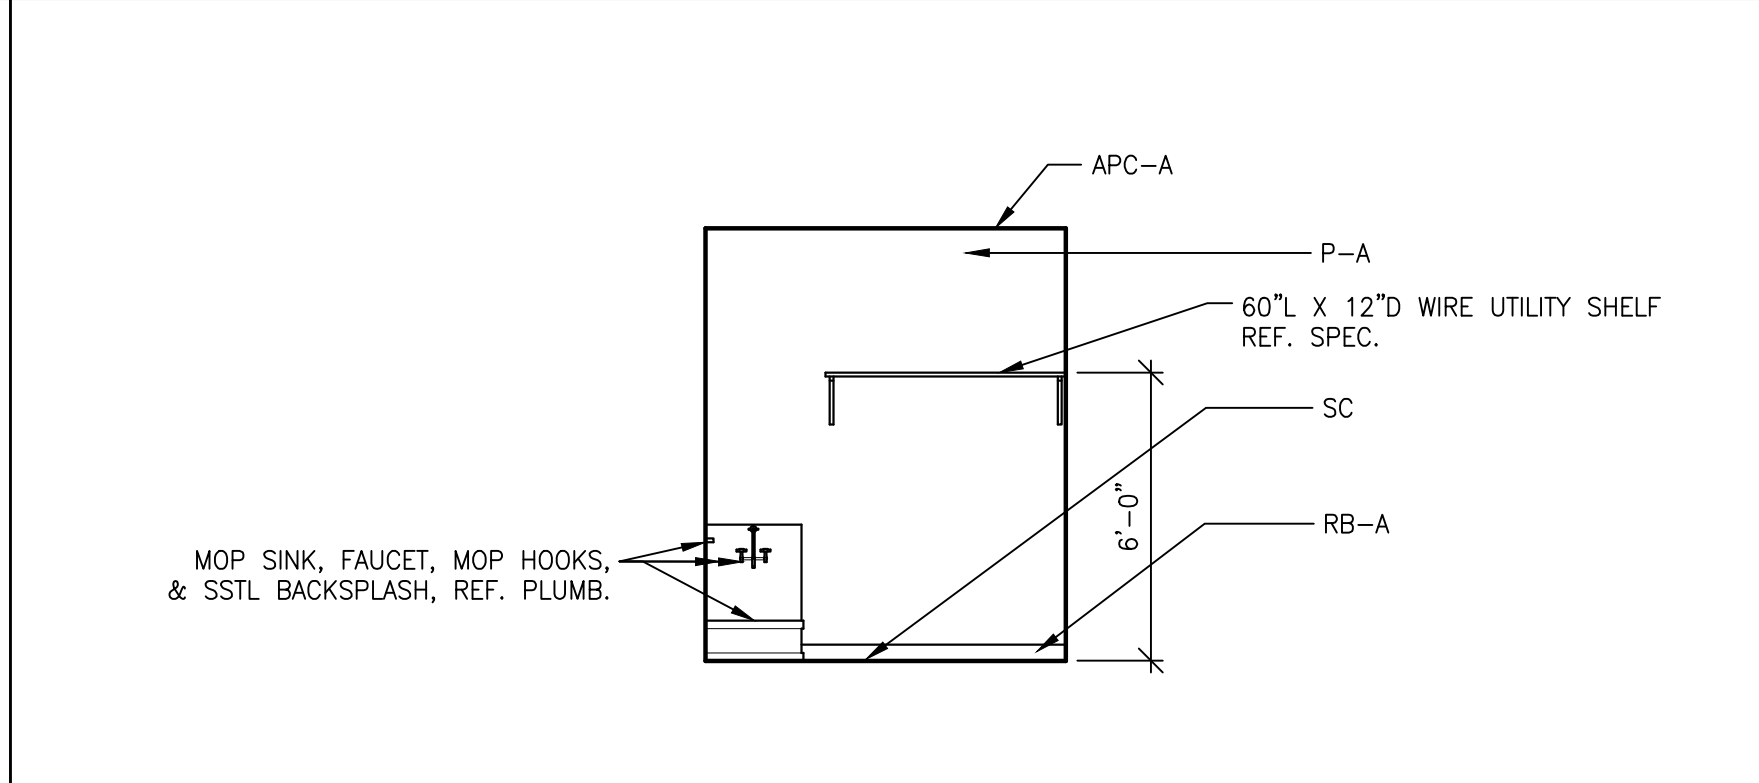 APC-A
P-A
60"L X 12"D WIRE UTILITY SHELF
REF. SPEC.
SC
6'-0"
RB-A
MOP SINK, FAUCET, MOP HOOKS,
& SSTL BACKSPLASH, REF. PLUMB.